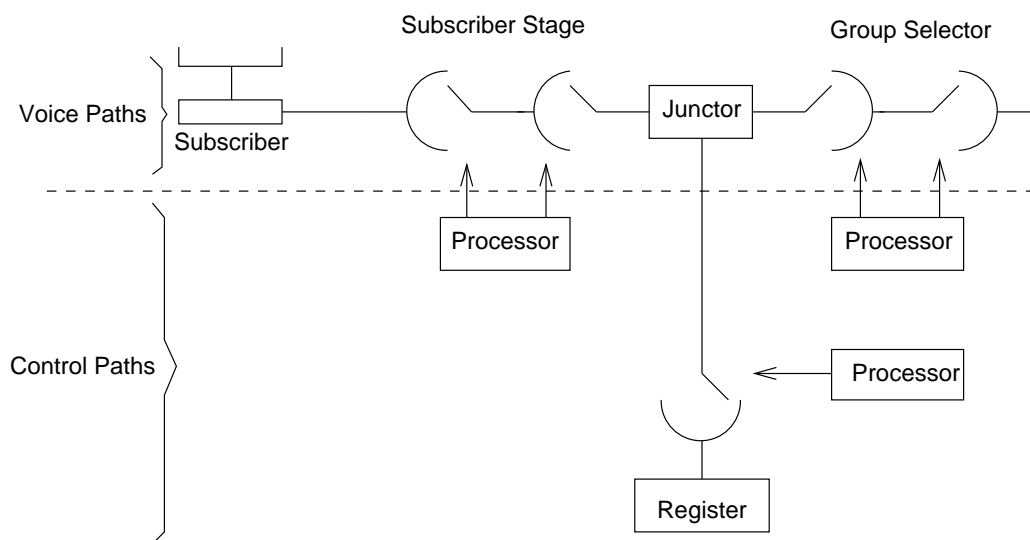 Subscriber Stage
Group Selector
Voice Paths
Subscriber
Junctor
Processor
Processor
Control Paths
Processor
Register